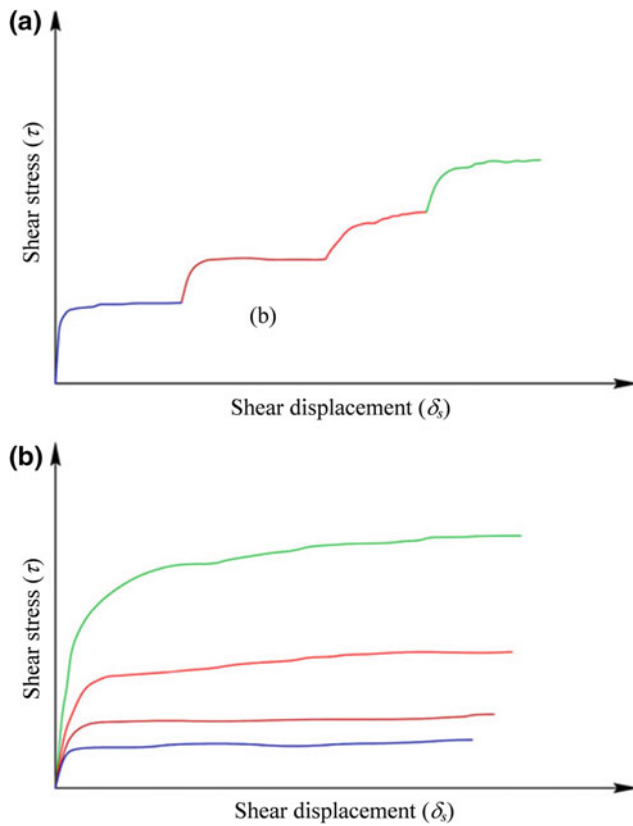 (a)
Shear stress (τ)
(b)
Shear displacement (δs)
(b)
Shear stress (τ)
Shear displacement (δs)